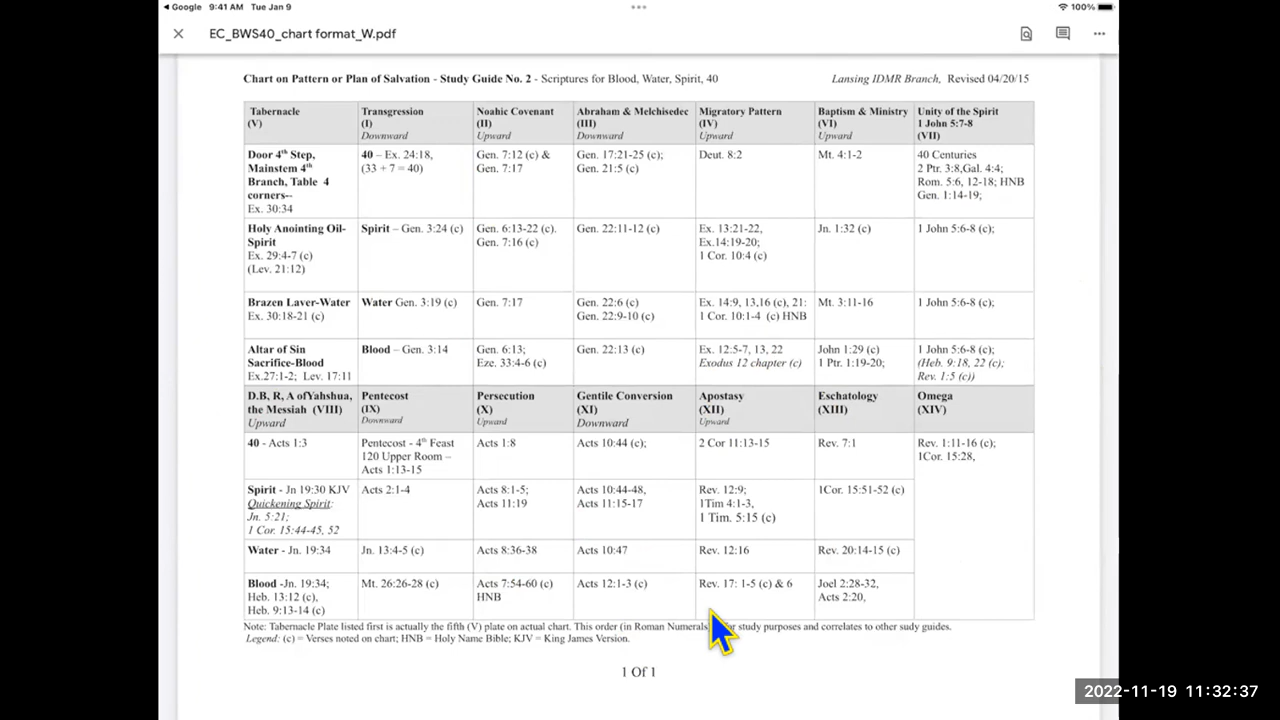 Google 9:41 AM Tue Jan 9 100%
EC_BWS40_chart format_W.pdf
Chart on Pattern or Plan of Salvation - Study Guide No. 2 - Scriptures for Blood, Water, Spirit, 40 Lansing IDMR Branch, Revised 04/20/15
Tabernacle
(V)
Transgression
(I)
Downward
Noahic Covenant
(II)
Upward
Abraham & Melchisedec
(III)
Downward
Migratory Pattern
(IV)
Upward
Baptism & Ministry
(VI)
Upward
Unity of the Spirit
1 John 5:7-8
(VII)
Door 4th Step,
Mainstem 4th
Branch, Table 4
corners--
Ex. 30:34
40 – Ex. 24:18,
(33 + 7 = 40)
Gen. 7:12 (c) &
Gen. 7:17
Gen. 17:21-25 (c);
Gen. 21:5 (c)
Deut. 8:2
Mt. 4:1-2
40 Centuries
2 Ptr. 3:8,Gal. 4:4;
Rom. 5:6, 12-18; HNB
Gen. 1:14-19;
Holy Anointing Oil-
Spirit
Ex. 29:4-7 (c)
(Lev. 21:12)
Spirit – Gen. 3:24 (c)
Gen. 6:13-22 (c).
Gen. 7:16 (c)
Gen. 22:11-12 (c)
Ex. 13:21-22,
Ex.14:19-20;
1 Cor. 10:4 (c)
Jn. 1:32 (c)
1 John 5:6-8 (c);
Brazen Laver-Water
Ex. 30:18-21 (c)
Water Gen. 3:19 (c)
Gen. 7:17
Gen. 22:6 (c)
Gen. 22:9-10 (c)
Ex. 14:9, 13,16 (c), 21:
1 Cor. 10:1-4 (c) HNB
Mt. 3:11-16
1 John 5:6-8 (c);
Altar of Sin
Sacrifice-Blood
Ex.27:1-2; Lev. 17:11
Blood – Gen. 3:14
Gen. 6:13;
Eze. 33:4-6 (c)
Gen. 22:13 (c)
Ex. 12:5-7, 13, 22
Exodus 12 chapter (c)
John 1:29 (c)
1 Ptr. 1:19-20;
1 John 5:6-8 (c);
(Heb. 9:18, 22 (c);
Rev. 1:5 (c))
D.B, R, A ofYahshua,
the Messiah (VIII)
Upward
Pentecost
(IX)
Downward
Persecution
(X)
Upward
Gentile Conversion
(XI)
Downward
Apostasy
(XII)
Upward
Eschatology
(XIII)
Omega
(XIV)
40 - Acts 1:3
Pentecost - 4th Feast
120 Upper Room –
Acts 1:13-15
Acts 1:8
Acts 10:44 (c);
2 Cor 11:13-15
Rev. 7:1
Rev. 1:11-16 (c);
1Cor. 15:28,
Spirit - Jn 19:30 KJV
Quickening Spirit:
Jn. 5:21;
1 Cor. 15:44-45, 52
Acts 2:1-4
Acts 8:1-5;
Acts 11:19
Acts 10:44-48,
Acts 11:15-17
Rev. 12:9;
1Tim 4:1-3,
1 Tim. 5:15 (c)
1Cor. 15:51-52 (c)
Water - Jn. 19:34
Jn. 13:4-5 (c)
Acts 8:36-38
Acts 10:47
Rev. 12:16
Rev. 20:14-15 (c)
Blood -Jn. 19:34;
Heb. 13:12 (c),
Heb. 9:13-14 (c)
Mt. 26:26-28 (c)
Acts 7:54-60 (c)
HNB
Acts 12:1-3 (c)
Rev. 17: 1-5 (c) & 6
Joel 2:28-32,
Acts 2:20,
Note: Tabernacle Plate listed first is actually the fifth (V) plate on actual chart. This order (in Roman Numerals study purposes and correlates to other sudy guides.
Legend: (c) = Verses noted on chart; HNB = Holy Name Bible; KJV = King James Version.
1 Of 1
2022-11-19 11:32:37